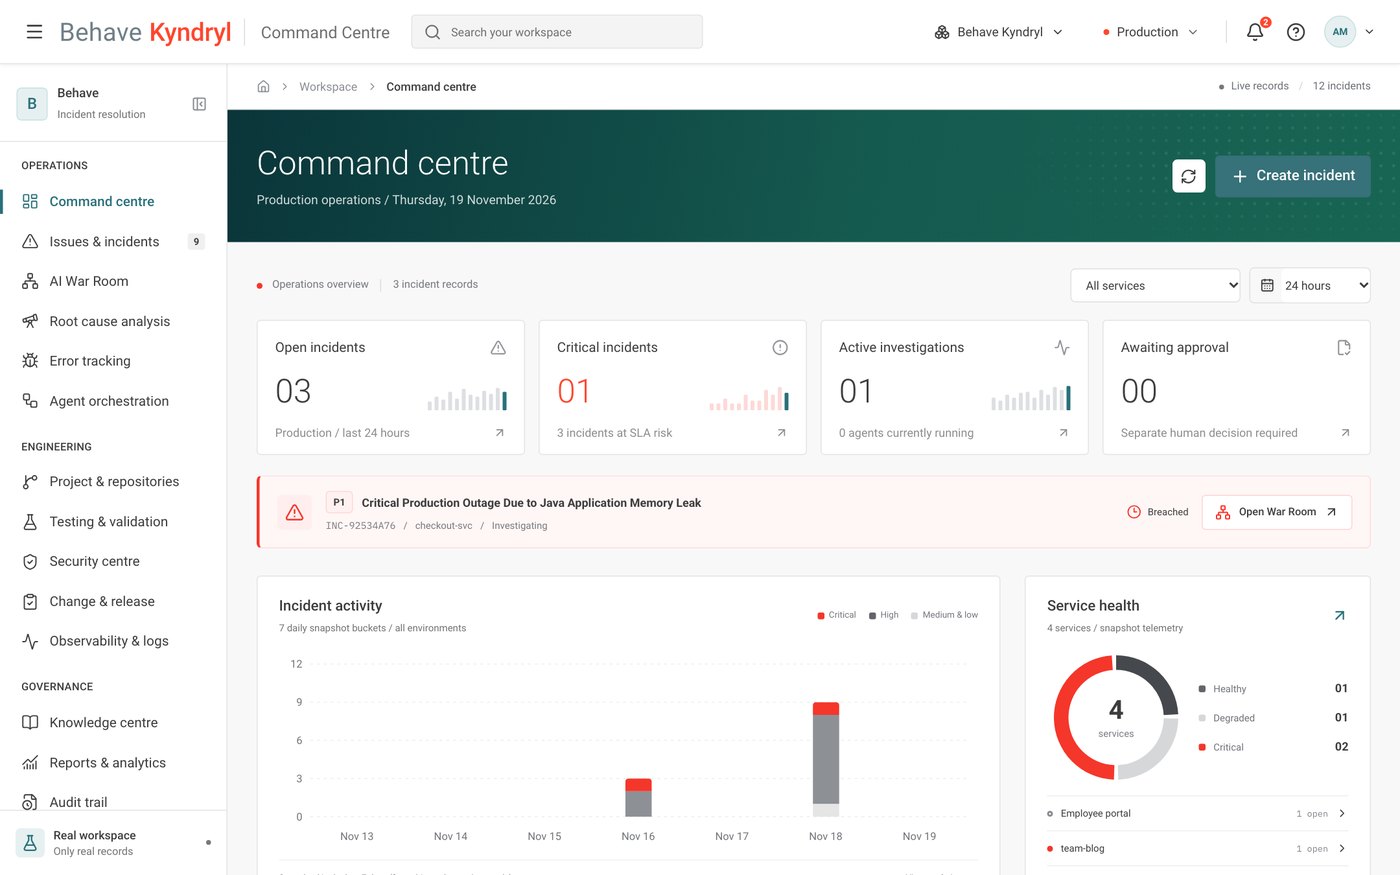 Behave Kyndryl
Command Centre
Search your workspace
Behave Kyndryl
Production
2
AM
B
Behave
Incident resolution
OPERATIONS
Command centre
Issues & incidents 9
AI War Room
Root cause analysis
Error tracking
Agent orchestration
ENGINEERING
Project & repositories
Testing & validation
Security centre
Change & release
Observability & logs
GOVERNANCE
Knowledge centre
Reports & analytics
Audit trail
Real workspace
Only real records
Workspace > Command centre
Live records / 12 incidents
Command centre
Production operations / Thursday, 19 November 2026
Create incident
Operations overview | 3 incident records
All services
24 hours
Open incidents
03
Production / last 24 hours
Critical incidents
01
3 incidents at SLA risk
Active investigations
01
0 agents currently running
Awaiting approval
00
Separate human decision required
P1 Critical Production Outage Due to Java Application Memory Leak
INC-92534A76 / checkout-svc / Investigating
Breached
Open War Room
Incident activity
7 daily snapshot buckets / all environments
Critical High Medium & low
12
9
6
3
0
Nov 13 Nov 14 Nov 15 Nov 16 Nov 17 Nov 18 Nov 19
Service health
4 services / snapshot telemetry
4
services
Healthy 01
Degraded 01
Critical 02
Employee portal 1 open
team-blog 1 open